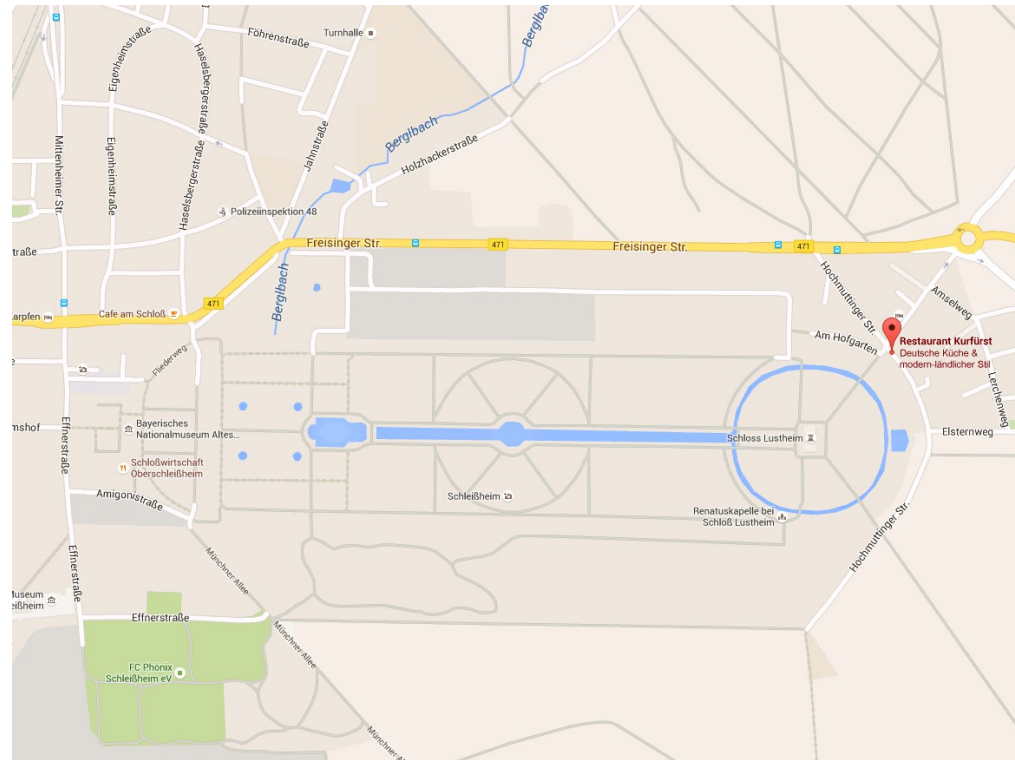 Föhrenstraße
Turnhalle
Berglbach
Eigenheimstraße
Haselsbergerstraße
Mittenheimer Str.
Eigenheimstraße
Haselsbergerstraße
Jahnstraße
Berglbach
Holzhackerstraße
Polizeiinspektion 48
traße
Freisinger Str.
471
Freisinger Str.
471
Hochmuttinger Str.
Amselweg
471
Berglbach
arpfen
Cafe am Schloß
Am Hofgarten
Restaurant Kurfürst
Deutsche Küche &
modern-ländlicher Stil
Fliederweg
Lerchenweg
Effnerstraße
mshof
Bayerisches
Nationalmuseum Altes...
Elsternweg
Schloss Lustheim
Schloßwirtschaft
Oberschleißheim
Amigonistraße
Schleißheim
Renatuskapelle bei
Schloß Lustheim
Hochmuttinger Str.
Effnerstraße
Münchner-Allee
Museum
eißheim
Effnerstraße
Münchner-Allee
FC Phönix
Schleißheim eV
Münchner-Allee